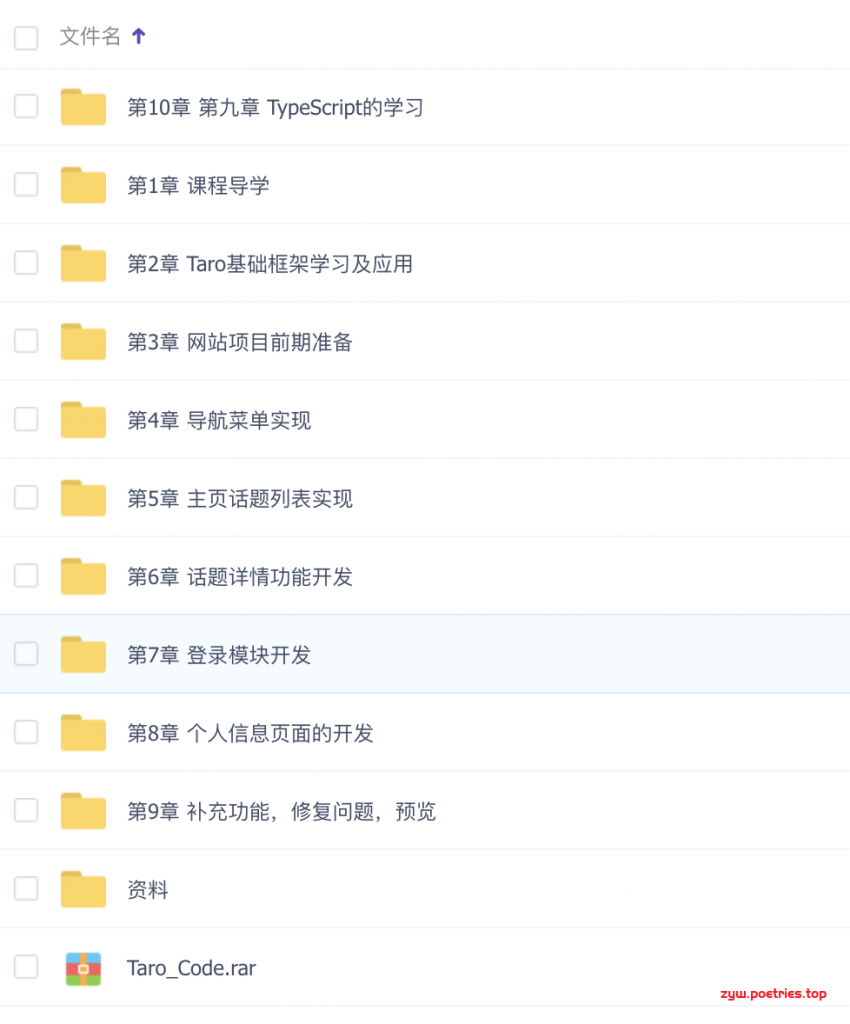 文件名
第10章 第九章 TypeScript的学习
第1章 课程导学
第2章 Taro基础框架学习及应用
第3章 网站项目前期准备
第4章 导航菜单实现
第5章 主页话题列表实现
第6章 话题详情功能开发
第7章 登录模块开发
第8章 个人信息页面的开发
第9章 补充功能，修复问题，预览
资料
Taro_Code.rar
zyw.poetries.top